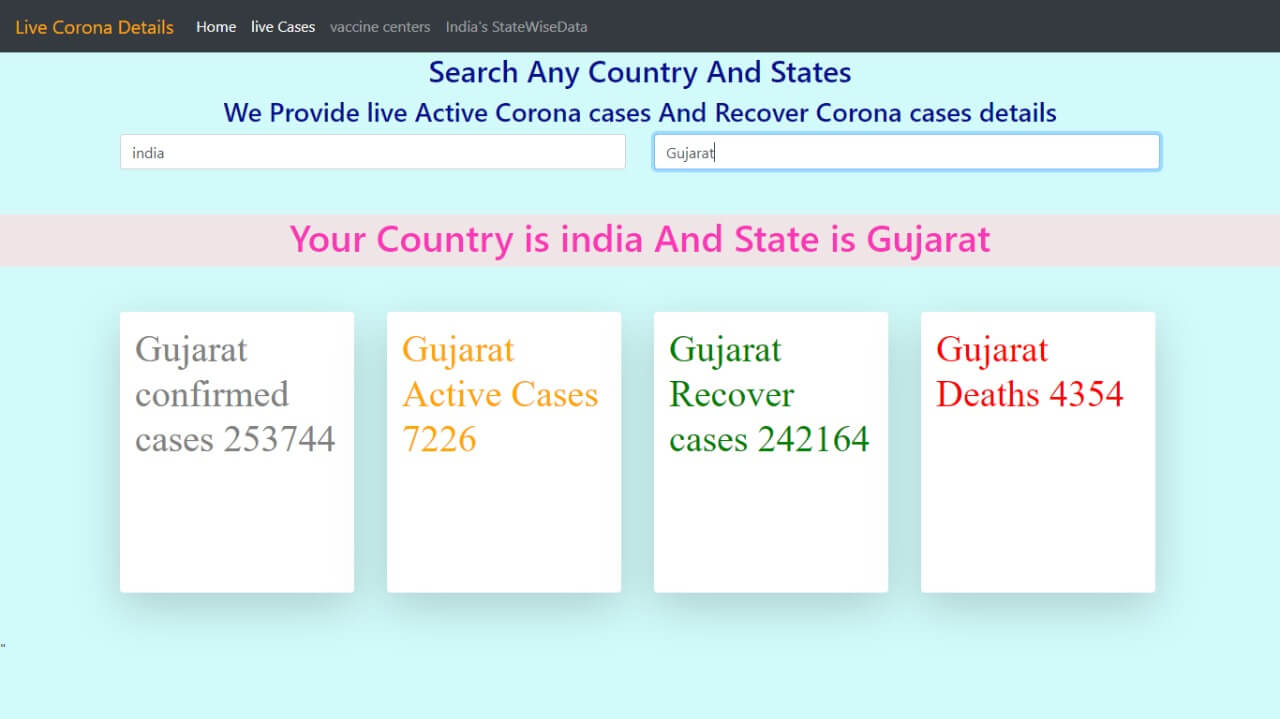 Live Corona Details Home live Cases vaccine centers India's StateWiseData
Search Any Country And States
We Provide live Active Corona cases And Recover Corona cases details
india
Gujarat
Your Country is india And State is Gujarat
Gujarat
confirmed
cases 253744
Gujarat
Active Cases
7226
Gujarat
Recover
cases 242164
Gujarat
Deaths 4354
"